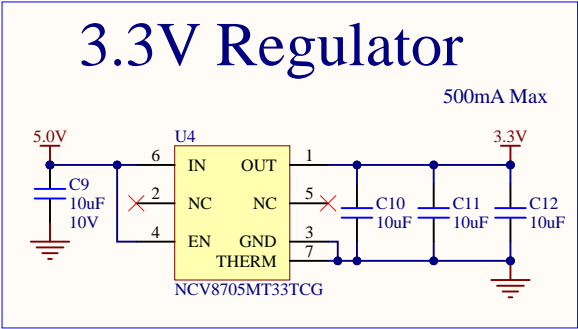 3.3V Regulator
500mA Max
5.0V
U4
3.3V
6 IN OUT 1
C9
10uF
10V
2 NC NC 5
C10
10uF
C11
10uF
C12
10uF
4 EN GND 3
THERM 7
NCV8705MT33TCG